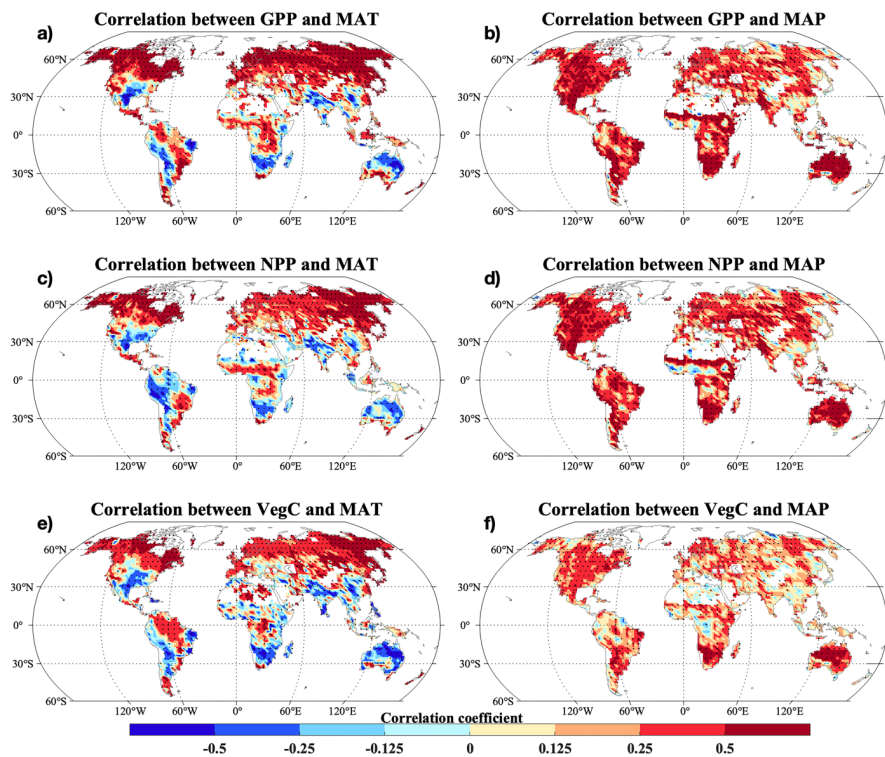 Correlation between GPP and MAT
Correlation between GPP and MAP
a)
b)
60°N
30°N
0°
30°S
60°S
120°W 60°W 0° 60°E 120°E
60°N
30°N
0°
30°S
60°S
120°W 60°W 0° 60°E 120°E
Correlation between NPP and MAT
Correlation between NPP and MAP
c)
d)
60°N
30°N
0°
30°S
60°S
120°W 60°W 0° 60°E 120°E
60°N
30°N
0°
30°S
60°S
120°W 60°W 0° 60°E 120°E
Correlation between VegC and MAT
Correlation between VegC and MAP
e)
f)
60°N
30°N
0°
30°S
60°S
120°W 60°W 0° 60°E 120°E
60°N
30°N
0°
30°S
60°S
120°W 60°W 0° 60°E 120°E
Correlation coefficient
-0.5 -0.25 -0.125 0 0.125 0.25 0.5